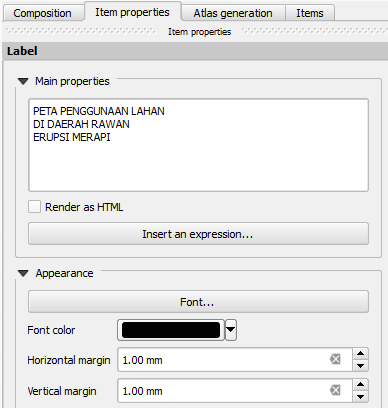 Composition Item properties Atlas generation Items
Item properties
Label
Main properties
PETA PENGGUNAAN LAHAN
DI DAERAH RAWAN
ERUPSI MERAPI
Render as HTML
Insert an expression...
Appearance
Font...
Font color
Horizontal margin 1.00 mm
Vertical margin 1.00 mm